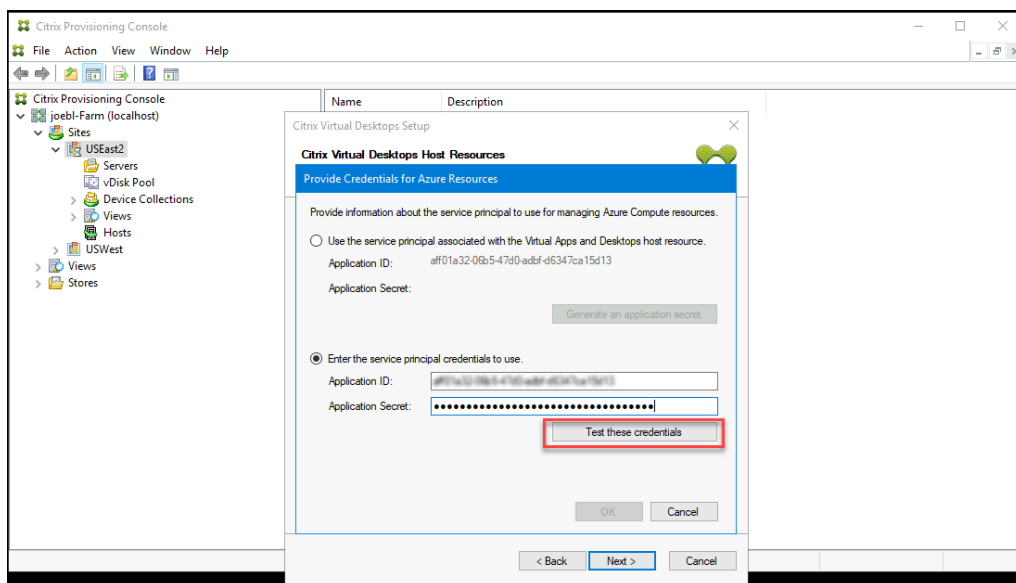 Citrix Provisioning Console
File Action View Window Help
Citrix Provisioning Console
joebl-Farm (localhost)
Sites
USEast2
Servers
vDisk Pool
Device Collections
Views
Hosts
USWest
Views
Stores
Name Description
Citrix Virtual Desktops Setup
Citrix Virtual Desktops Host Resources
Provide Credentials for Azure Resources
Provide information about the service principal to use for managing Azure Compute resources.
Use the service principal associated with the Virtual Apps and Desktops host resource.
Application ID: aff01a32-06b5-47d0-adbf-d6347ca15d13
Application Secret:
Generate an application secret
Enter the service principal credentials to use.
Application ID:
Application Secret:
Test these credentials
OK Cancel
< Back Next > Cancel